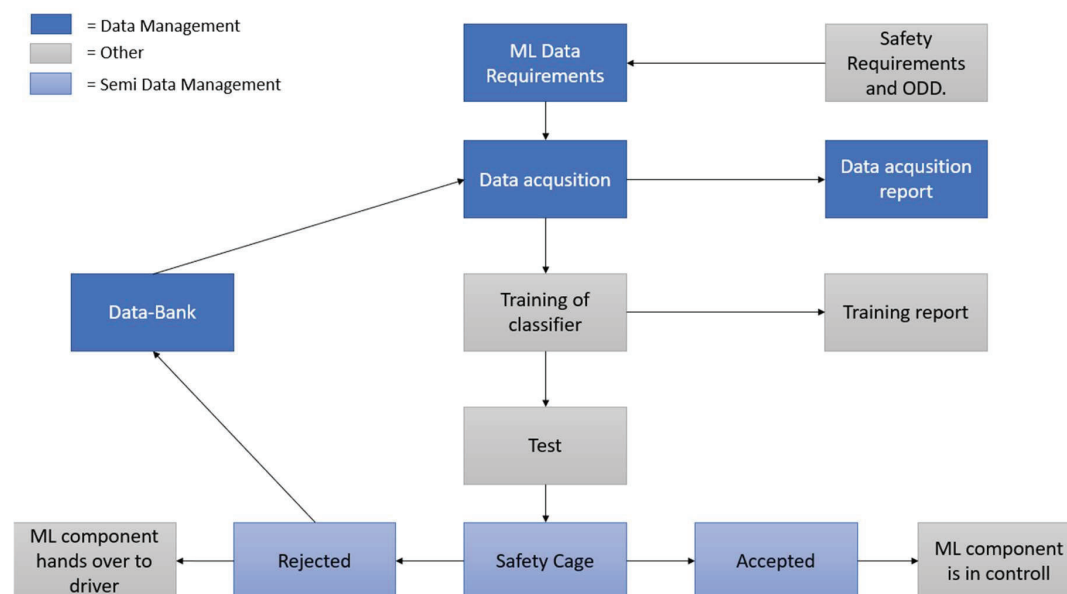 = Data Management
= Other
= Semi Data Management
ML Data
Requirements
Safety
Requirements
and ODD.
Data acqusition
Data acqusition
report
Data-Bank
Training of
classifier
Training report
Test
ML component
hands over to
driver
Rejected
Safety Cage
Accepted
ML component
is in controll